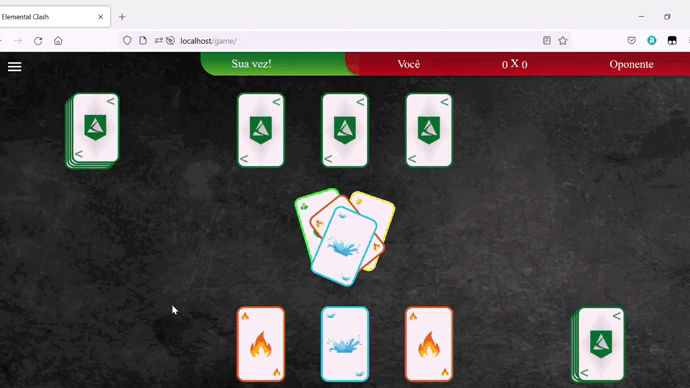 Elemental Clash
localhost/game/
Sua vez!
Você
0 X 0
Oponente